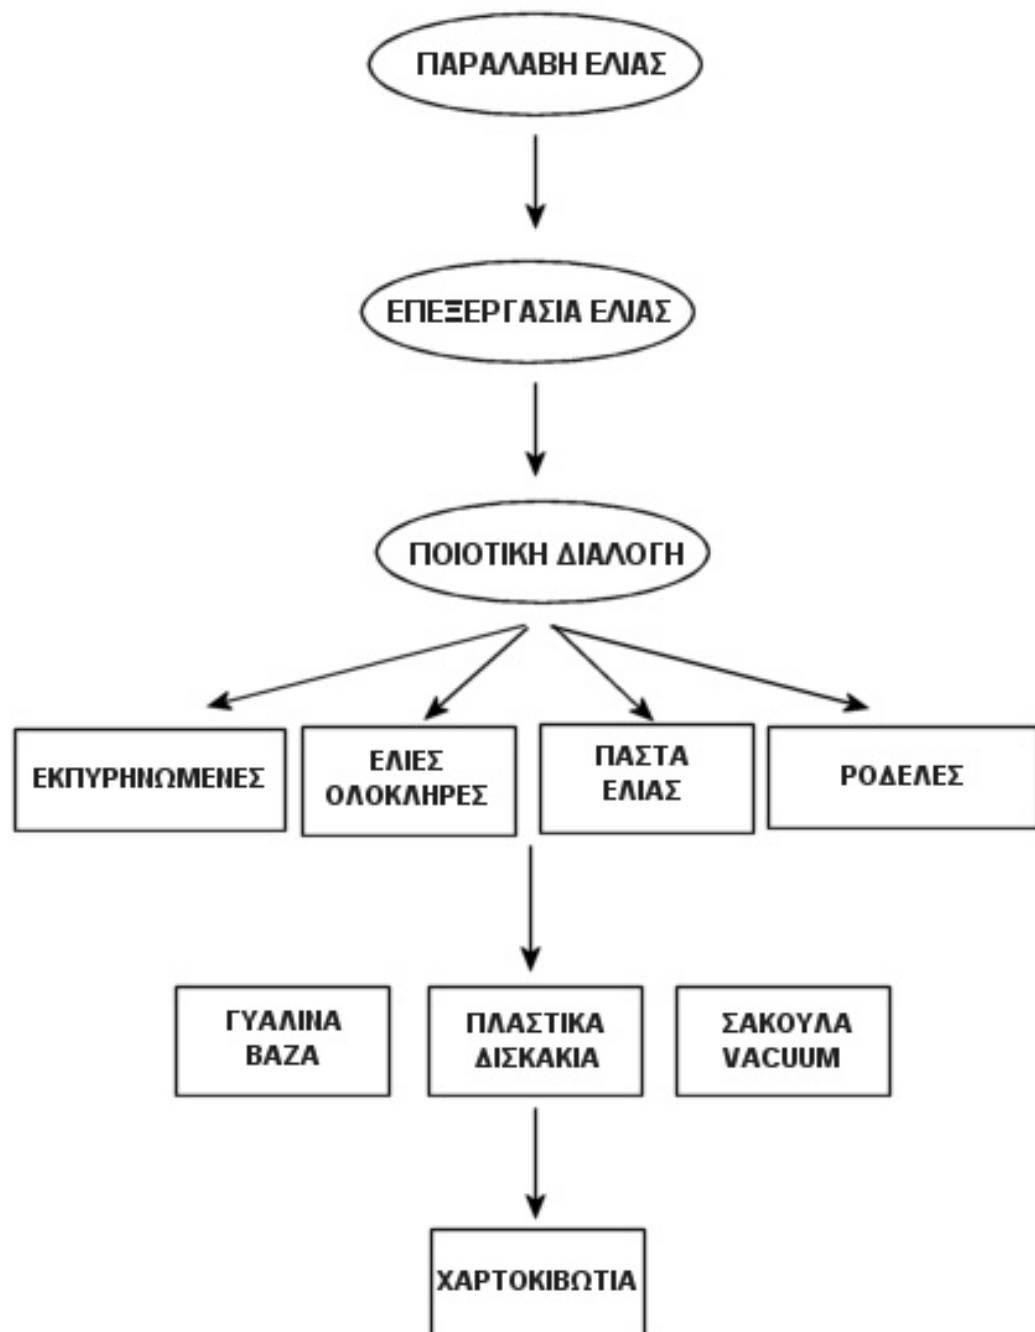 ΠΑΡΑΛΑΒΗ ΕΛΙΑΣ
ΕΠΕΞΕΡΓΑΣΙΑ ΕΛΙΑΣ
ΠΟΙΟΤΙΚΗ ΔΙΑΛΟΓΗ
ΕΚΠΥΡΗΝΩΜΕΝΕΣ
ΕΛΙΕΣ
ΟΛΟΚΛΗΡΕΣ
ΠΑΣΤΑ
ΕΛΙΑΣ
ΡΟΔΕΛΕΣ
ΓΥΑΛΙΝΑ
ΒΑΖΑ
ΠΛΑΣΤΙΚΑ
ΔΙΣΚΑΚΙΑ
ΣΑΚΟΥΛΑ
VACUUM
ΧΑΡΤΟΚΙΒΩΤΙΑ